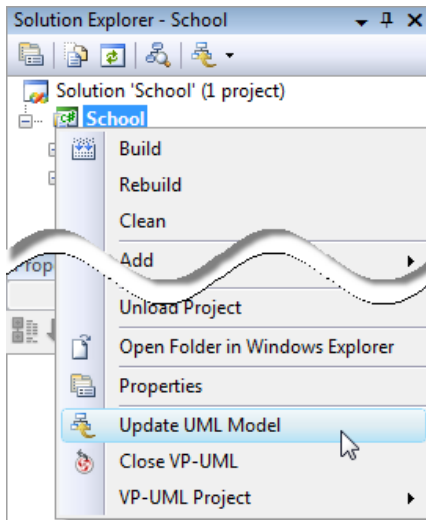 Solution Explorer - School
Solution 'School' (1 project)
C#
School
Build
Rebuild
Clean
Add
Prop
Unload Project
Open Folder in Windows Explorer
Properties
Update UML Model
Close VP-UML
VP-UML Project